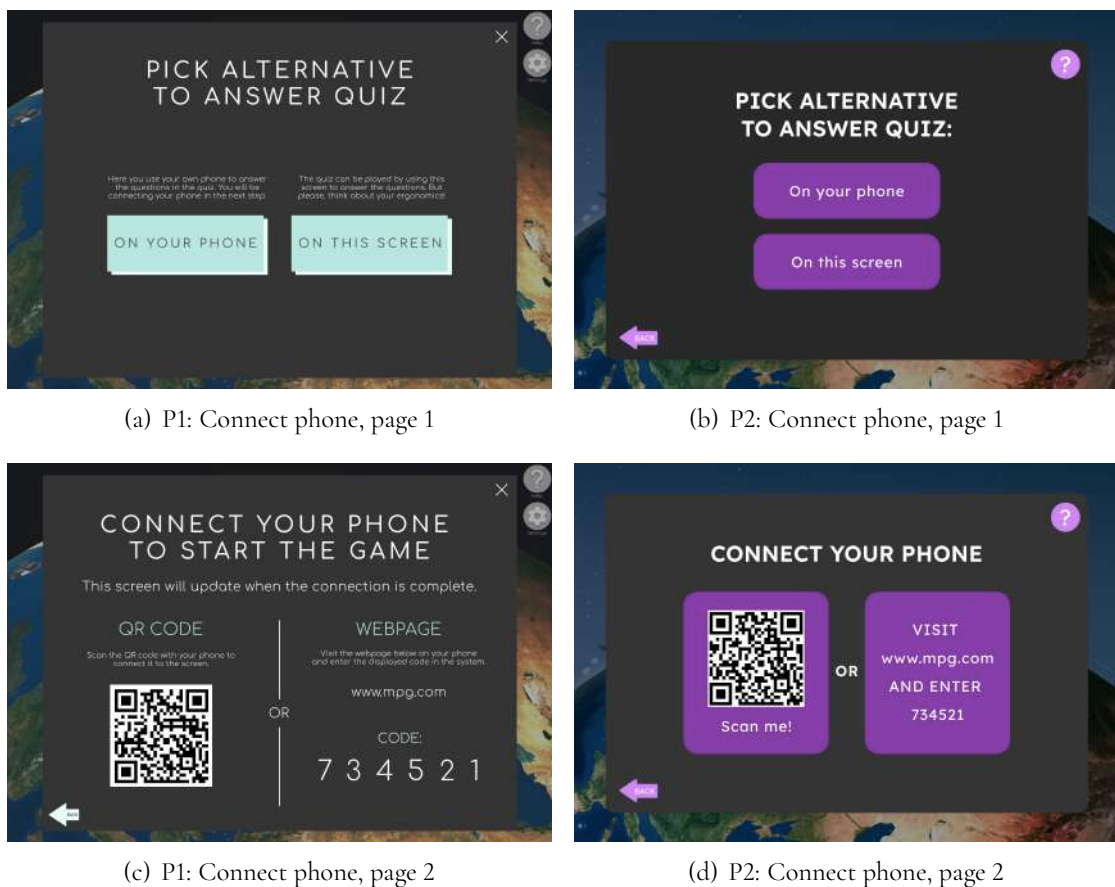 PICK ALTERNATIVE
TO ANSWER QUIZ
Here you use your own phone to answer
the questions in the quiz. You will be
connecting your phone in the next step.
The quiz can be played by using this
screen to answer the questions. But
please, think about your ergonomics!
ON YOUR PHONE
ON THIS SCREEN
(a) P1: Connect phone, page 1
?
PICK ALTERNATIVE
TO ANSWER QUIZ:
On your phone
On this screen
BACK
(b) P2: Connect phone, page 1
CONNECT YOUR PHONE
TO START THE GAME
This screen will update when the connection is complete.
QR CODE
Scan the QR code with your phone to
connect it to the screen.
OR
WEBPAGE
Visit the webpage below on your phone
and enter the displayed code in the system.
www.mpg.com
CODE:
7 3 4 5 2 1
(c) P1: Connect phone, page 2
?
CONNECT YOUR PHONE
Scan me!
OR
VISIT
www.mpg.com
AND ENTER
734521
BACK
(d) P2: Connect phone, page 2